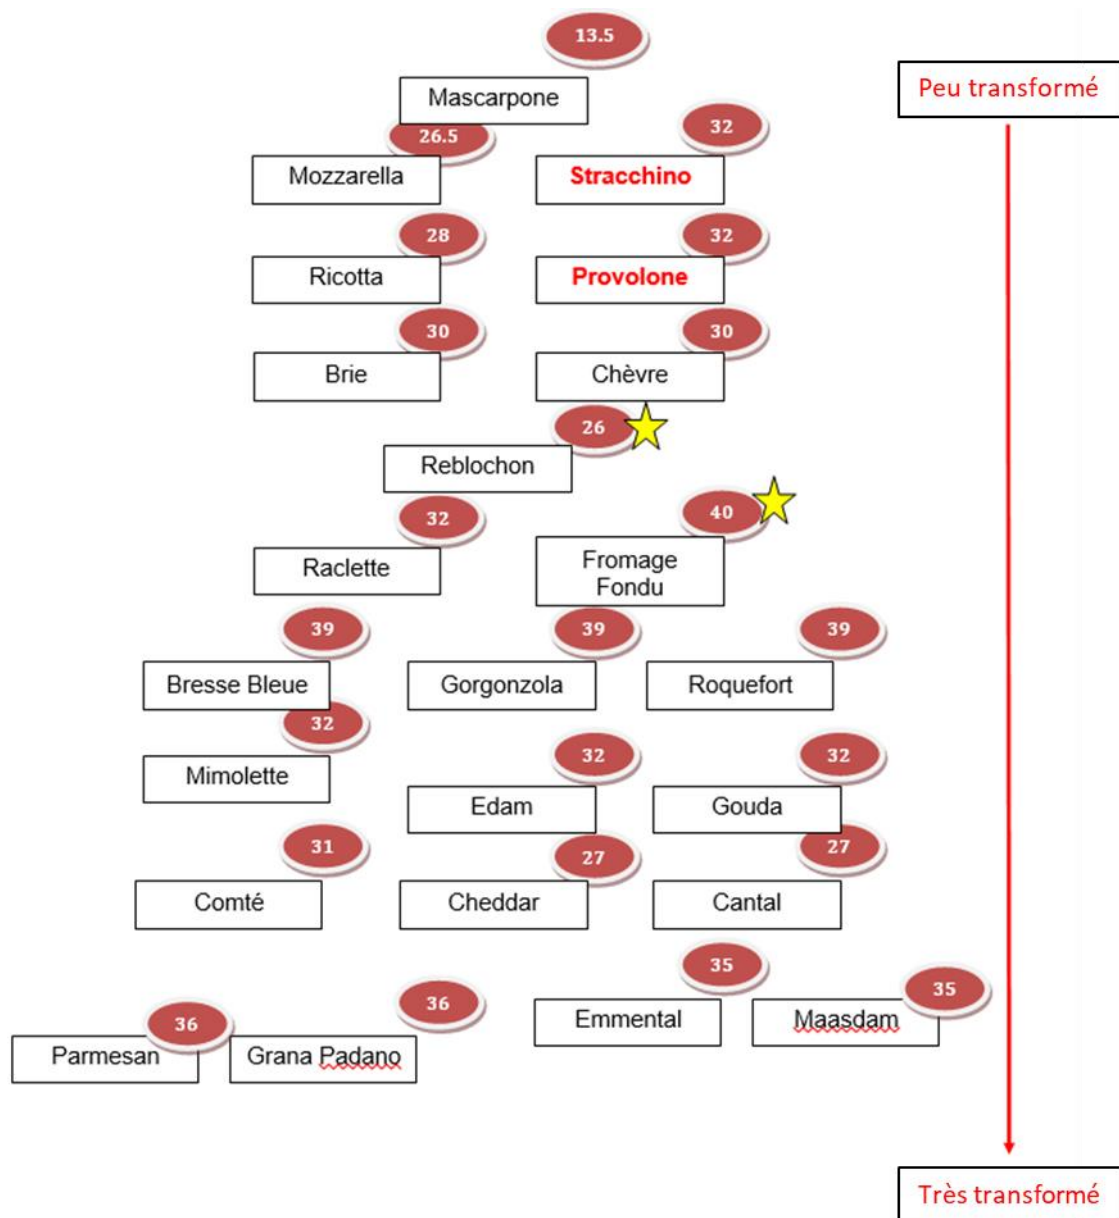 13.5
Peu transformé
Mascarpone
26.5
32
Mozzarella
Stracchino
28
32
Ricotta
Provolone
30
30
Brie
Chèvre
26
Reblochon
32
40
Raclette
Fromage
Fondu
39
39
39
Bresse Bleue
Gorgonzola
Roquefort
32
Mimolette
32
32
Edam
Gouda
31
27
27
Comté
Cheddar
Cantal
35
35
36
36
Emmental
Maasdam
Parmesan
Grana Padano
Très transformé